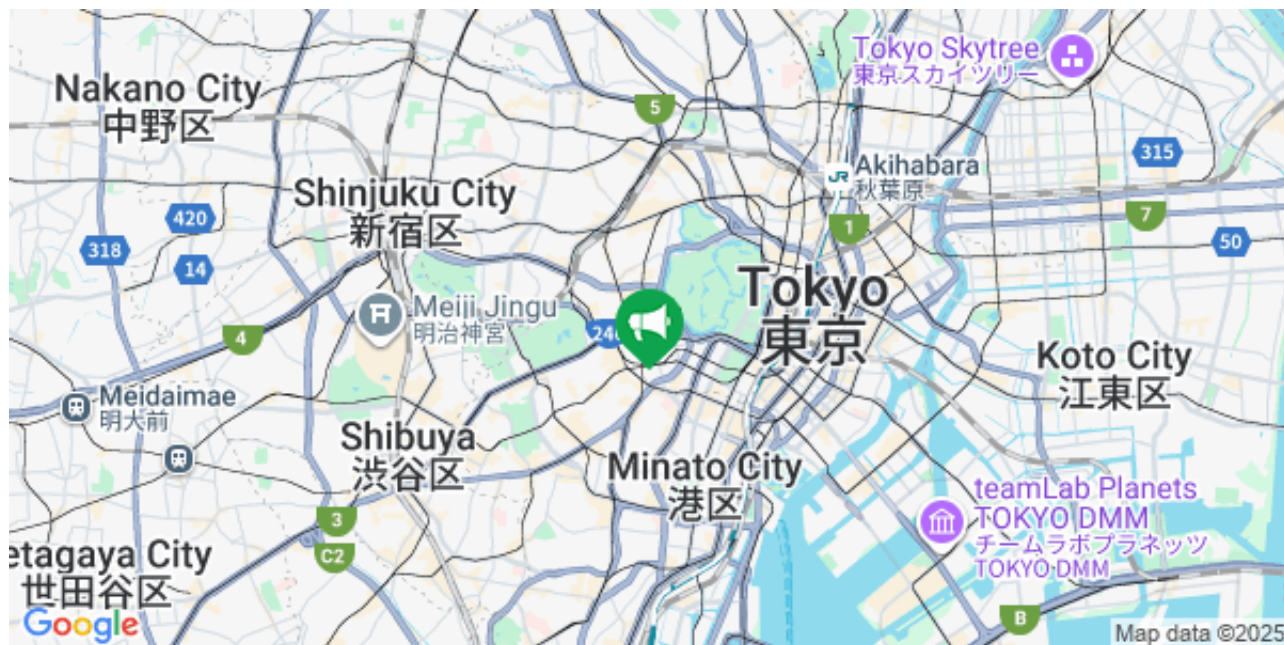 Tokyo Skytree
東京スカイツリー
Nakano City
中野区
5
315
JR
Akihabara
秋葉原
Shinjuku City
新宿区
420
7
1
318
50
14
Tokyo
東京
Meiji Jingu
明治神宮
4
Koto City
江東区
Meidaimae
明大前
Shibuya
渋谷区
Minato City
港区
teamLab Planets
TOKYO DMM
チームラボプラネッツ
TOKYO DMM
3
C2
etagaya City
世田谷区
B
Google
Map data ©2025